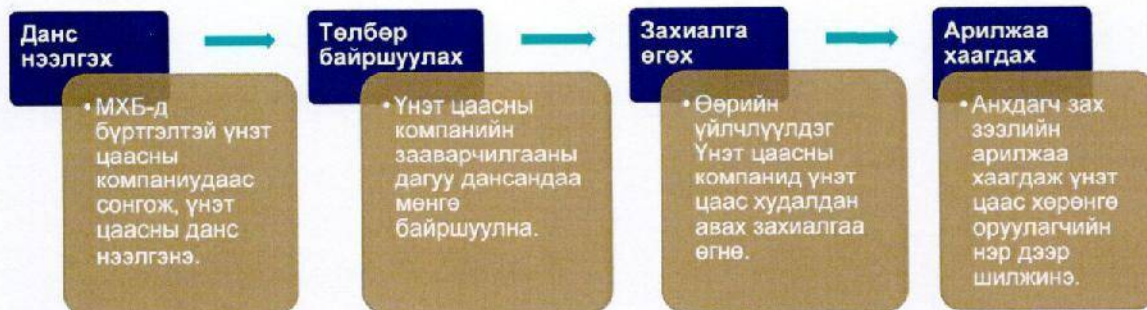 Данс
нээлгэх
• МХБ-д
бүртгэлтэй үнэт
цаасны
компаниудаас
сонгож, үнэт
цаасны данс
нээлгэнэ.
Төлбөр
байршуулах
• Үнэт цаасны
компанийн
зааварчилгааны
дагуу дансандаа
мөнгө
байршуулна.
Захиалга
өгөх
• Өөрийн
үйлчлүүлдэг
Үнэт цаасны
компанид үнэт
цаас худалдан
авах захиалгаа
өгнө.
Арилжаа
хаагдах
• Анхдагч зах
зээлийн
арилжаа
хаагдаж үнэт
цаас хөрөнгө
оруулагчийн
нэр дээр
шилжинэ.